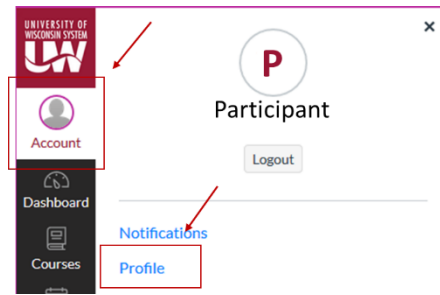 UNIVERSITY OF
WISCONSIN SYSTEM
UW
×
P
Participant
Account
Logout
Dashboard
Notifications
Courses
Profile